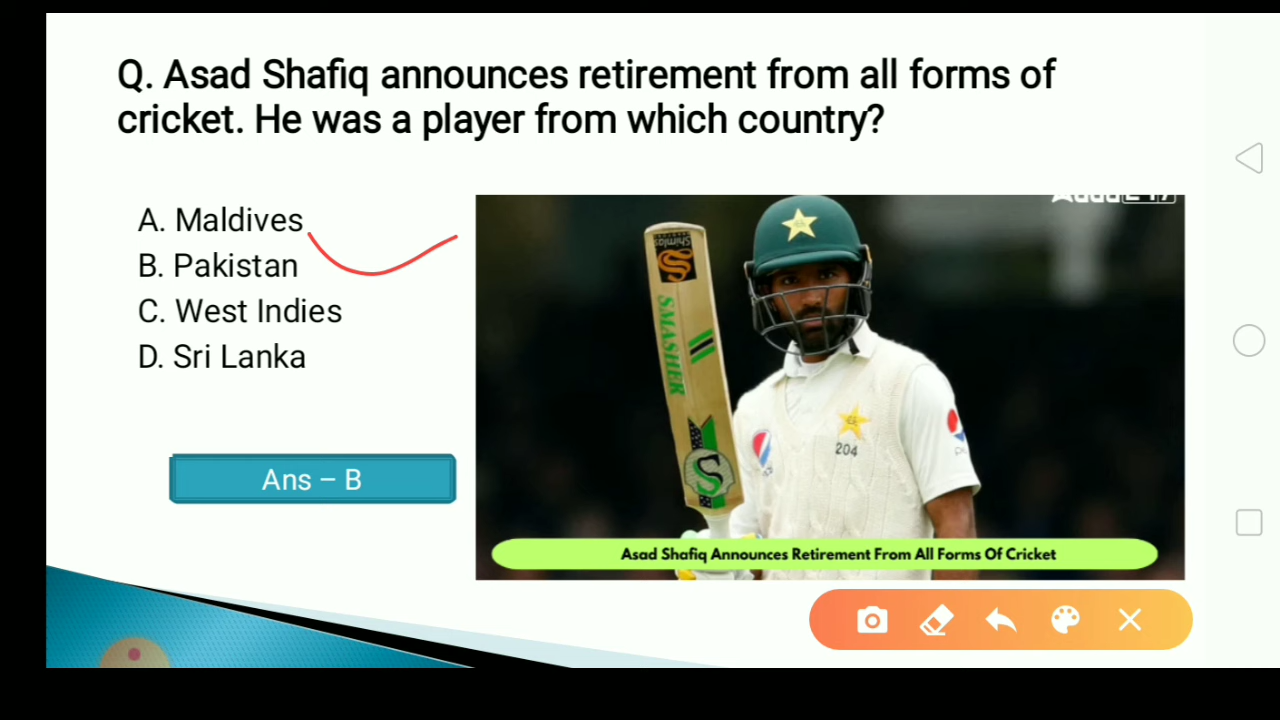 Q. Asad Shafiq announces retirement from all forms of
cricket. He was a player from which country?
A. Maldives
B. Pakistan
C. West Indies
D. Sri Lanka
Ans – B
Shimlas
SMASHER
S
204
Asad Shafiq Announces Retirement From All Forms Of Cricket